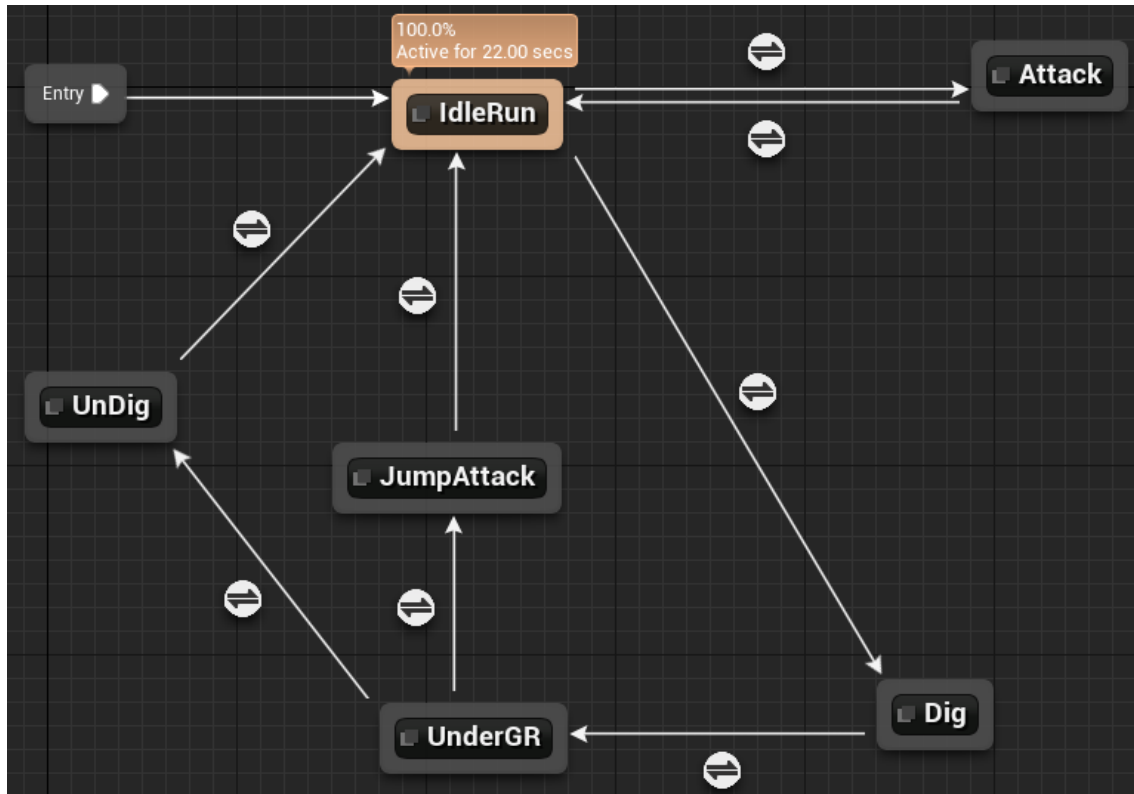 100.0%
Active for 22.00 secs
Entry
IdleRun
Attack
UnDig
JumpAttack
UnderGR
Dig